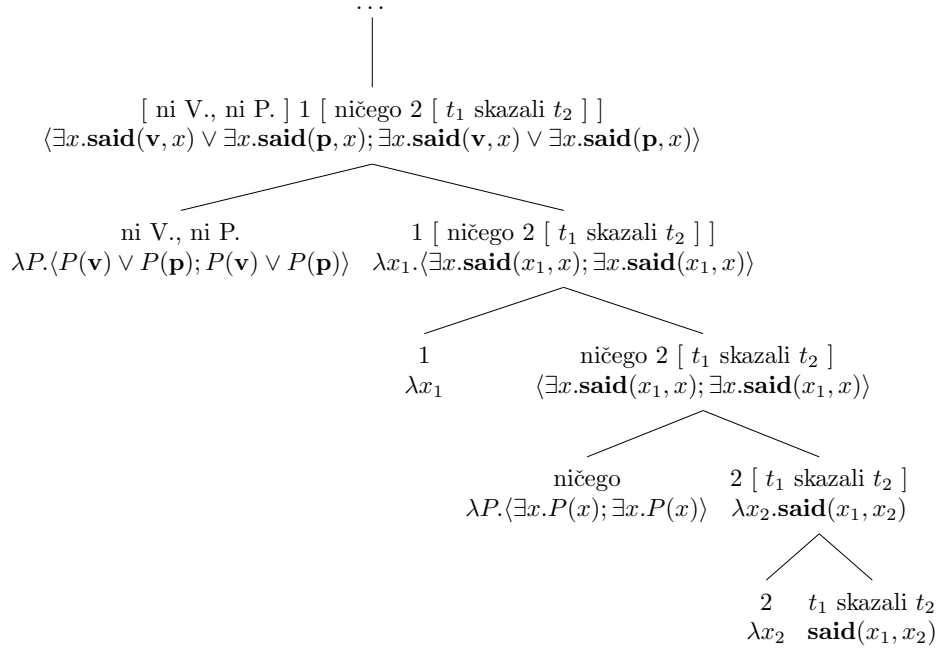 ...
[ ni V., ni P. ] 1 [ ničego 2 [ t₁ skazali t₂ ] ]
⟨∃x.said(v, x) ∨ ∃x.said(p, x); ∃x.said(v, x) ∨ ∃x.said(p, x)⟩
ni V., ni P. 1 [ ničego 2 [ t₁ skazali t₂ ] ]
λP.⟨P(v) ∨ P(p); P(v) ∨ P(p)⟩ λx₁.⟨∃x.said(x₁, x); ∃x.said(x₁, x)⟩
1 ničego 2 [ t₁ skazali t₂ ]
λx₁ ⟨∃x.said(x₁, x); ∃x.said(x₁, x)⟩
ničego 2 [ t₁ skazali t₂ ]
λP.⟨∃x.P(x); ∃x.P(x)⟩ λx₂.said(x₁, x₂)
2 t₁ skazali t₂
λx₂ said(x₁, x₂)